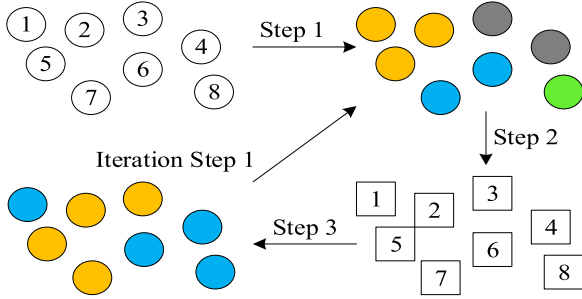 1 2 3 4 5 6 7 8
Step 1
Step 2
Iteration Step 1
1 2 3 4 5 6 7 8
Step 3